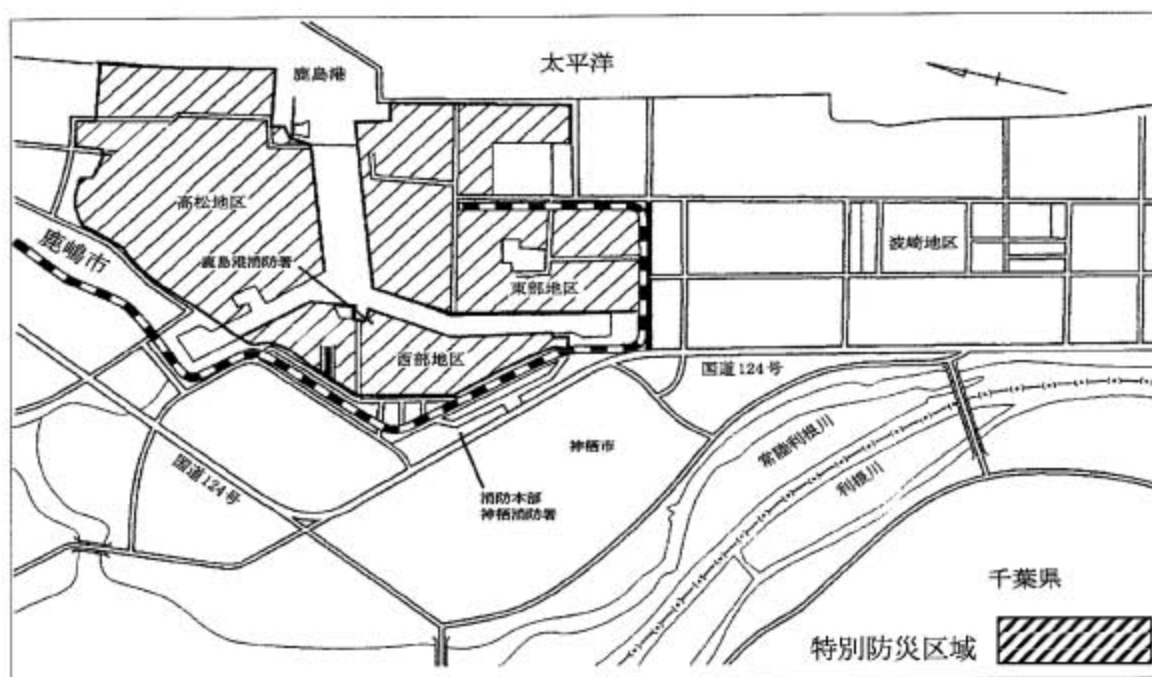 太平洋
鹿島港
高松地区
鹿嶋市
鹿島港消防署
東部地区
波崎地区
西部地区
国道124号
神栖市
常陸利根川
利根川
国道124号
消防本部
神栖消防署
千葉県
特別防災区域